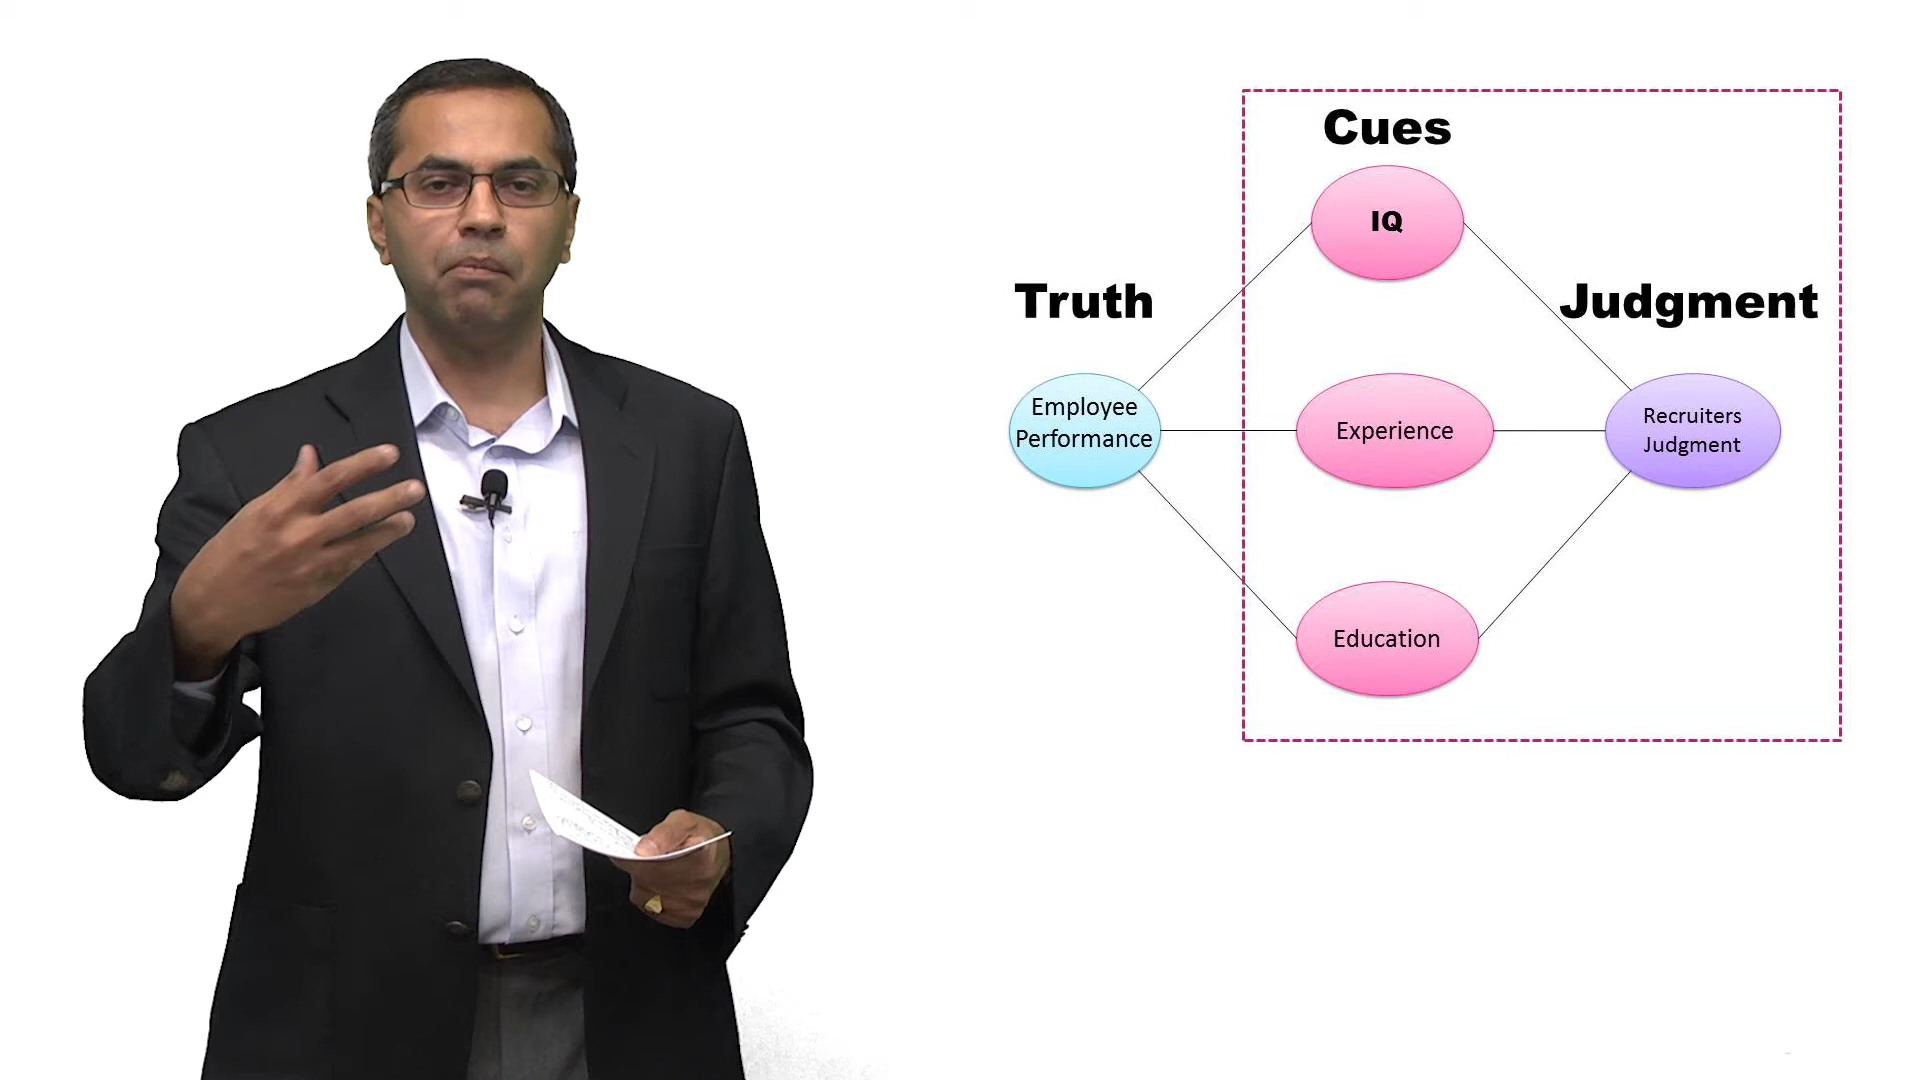 Cues
IQ
Truth
Judgment
Employee
Performance
Experience
Recruiters
Judgment
Education